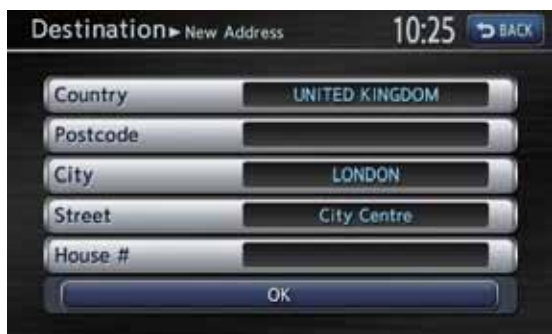 Destination ▶ New Address 10:25 BACK
Country UNITED KINGDOM
Postcode
City LONDON
Street City Centre
House #
OK